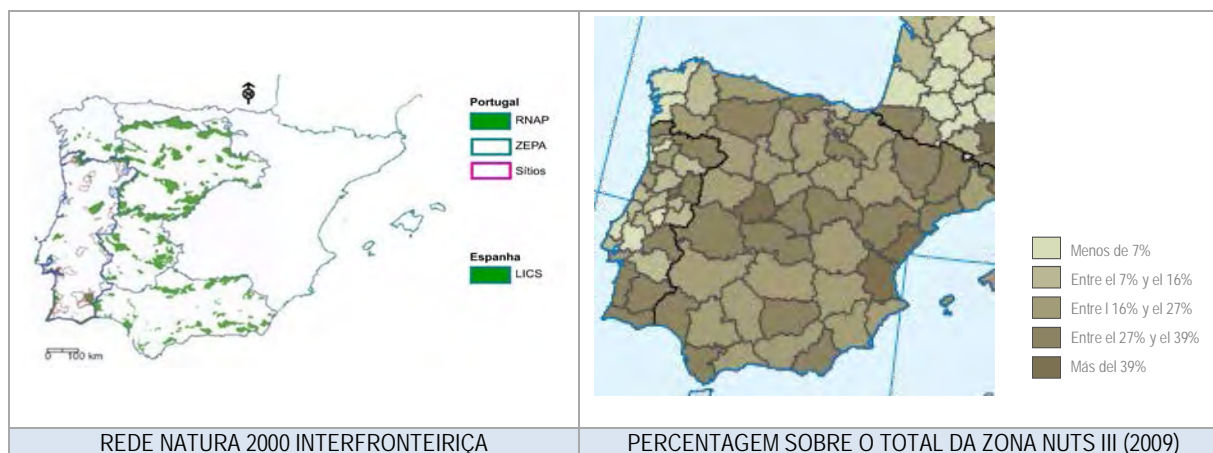 Portugal
RNAP
ZEPA
Sítios
Espanha
LICS
0 100 km
Menos de 7%
Entre el 7% y el 16%
Entre l 16% y el 27%
Entre el 27% y el 39%
Más del 39%
REDE NATURA 2000 INTERFRONTEIRIÇA
PERCENTAGEM SOBRE O TOTAL DA ZONA NUTS III (2009)